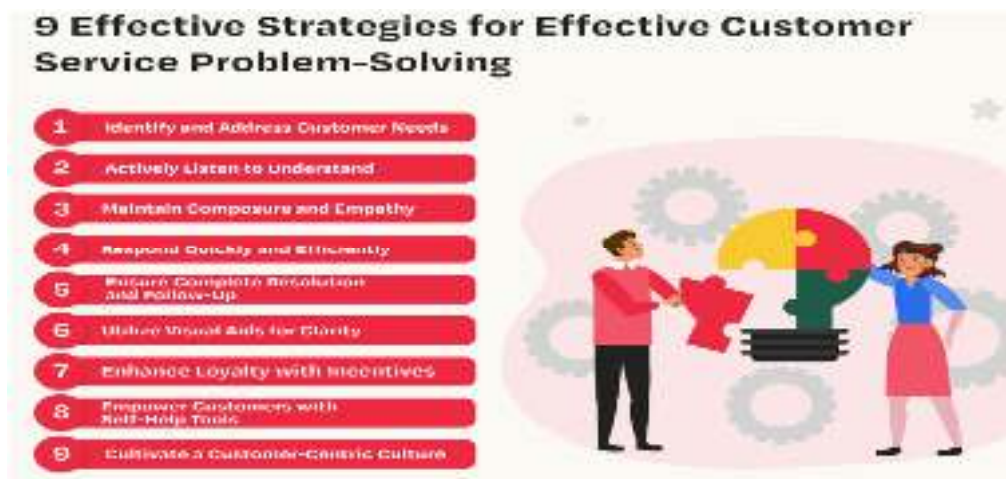 9 Effective Strategies for Effective Customer
Service Problem-Solving
1 Identify and Address Customer Needs
2 Actively Listen to Understand
3 Maintain Composure and Empathy
4 Respond Quickly and Efficiently
5 Ensure Complete Resolution
and Follow-Up
6 Utilize Visual Aids for Clarity
7 Enhance Loyalty with Incentives
8 Empower Customers with
Self-Help Tools
9 Cultivate a Customer-Centric Culture